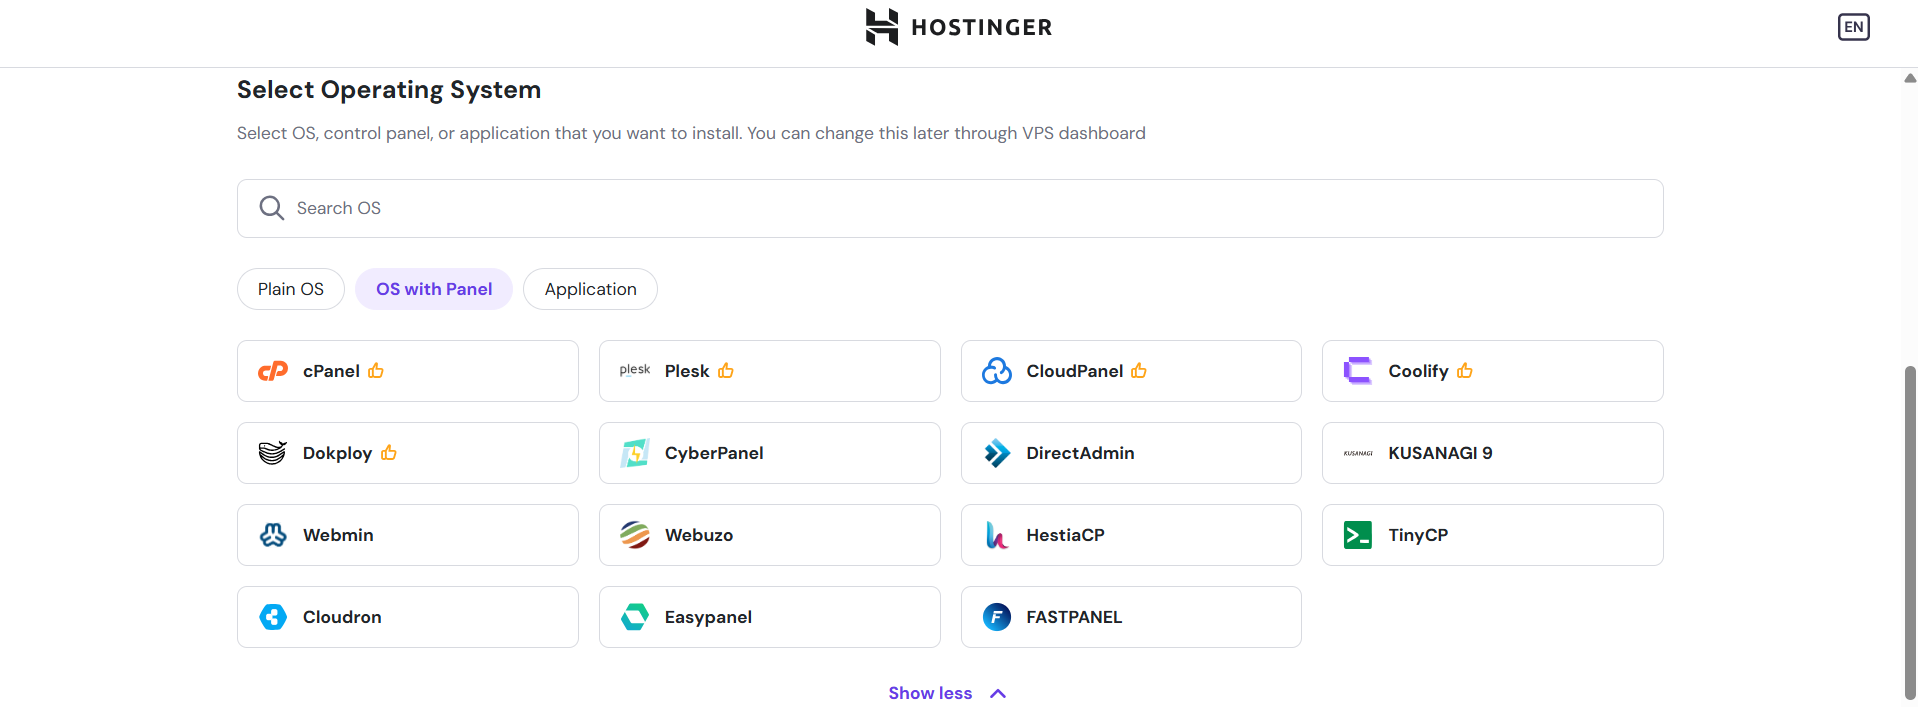 HOSTINGER
EN
Select Operating System
Select OS, control panel, or application that you want to install. You can change this later through VPS dashboard
Search OS
Plain OS
OS with Panel
Application
cPanel
plesk Plesk
CloudPanel
Coolify
Dokploy
CyberPanel
DirectAdmin
KUSANAGI KUSANAGI 9
Webmin
Webuzo
HestiaCP
TinyCP
Cloudron
Easypanel
FASTPANEL
Show less